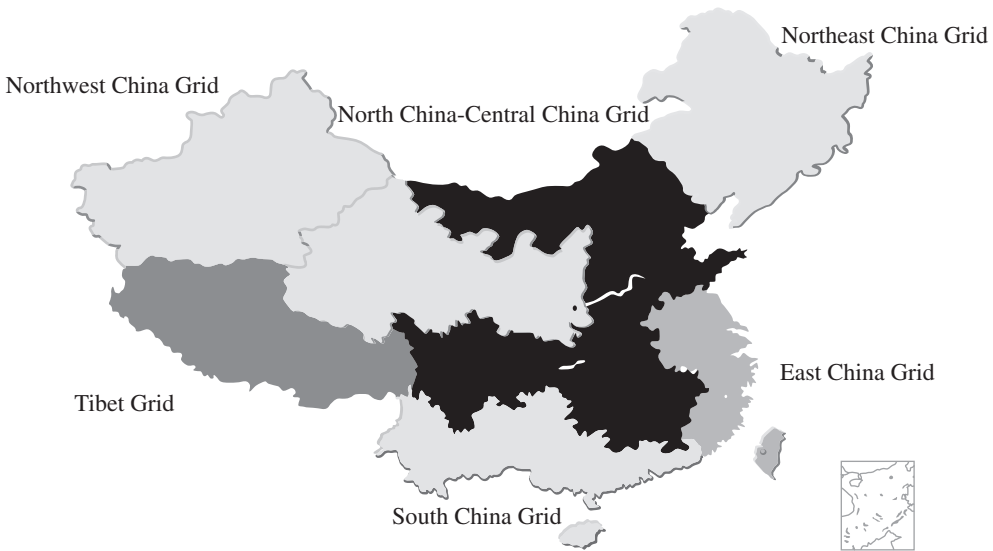 Northeast China Grid
Northwest China Grid
North China-Central China Grid
East China Grid
Tibet Grid
South China Grid